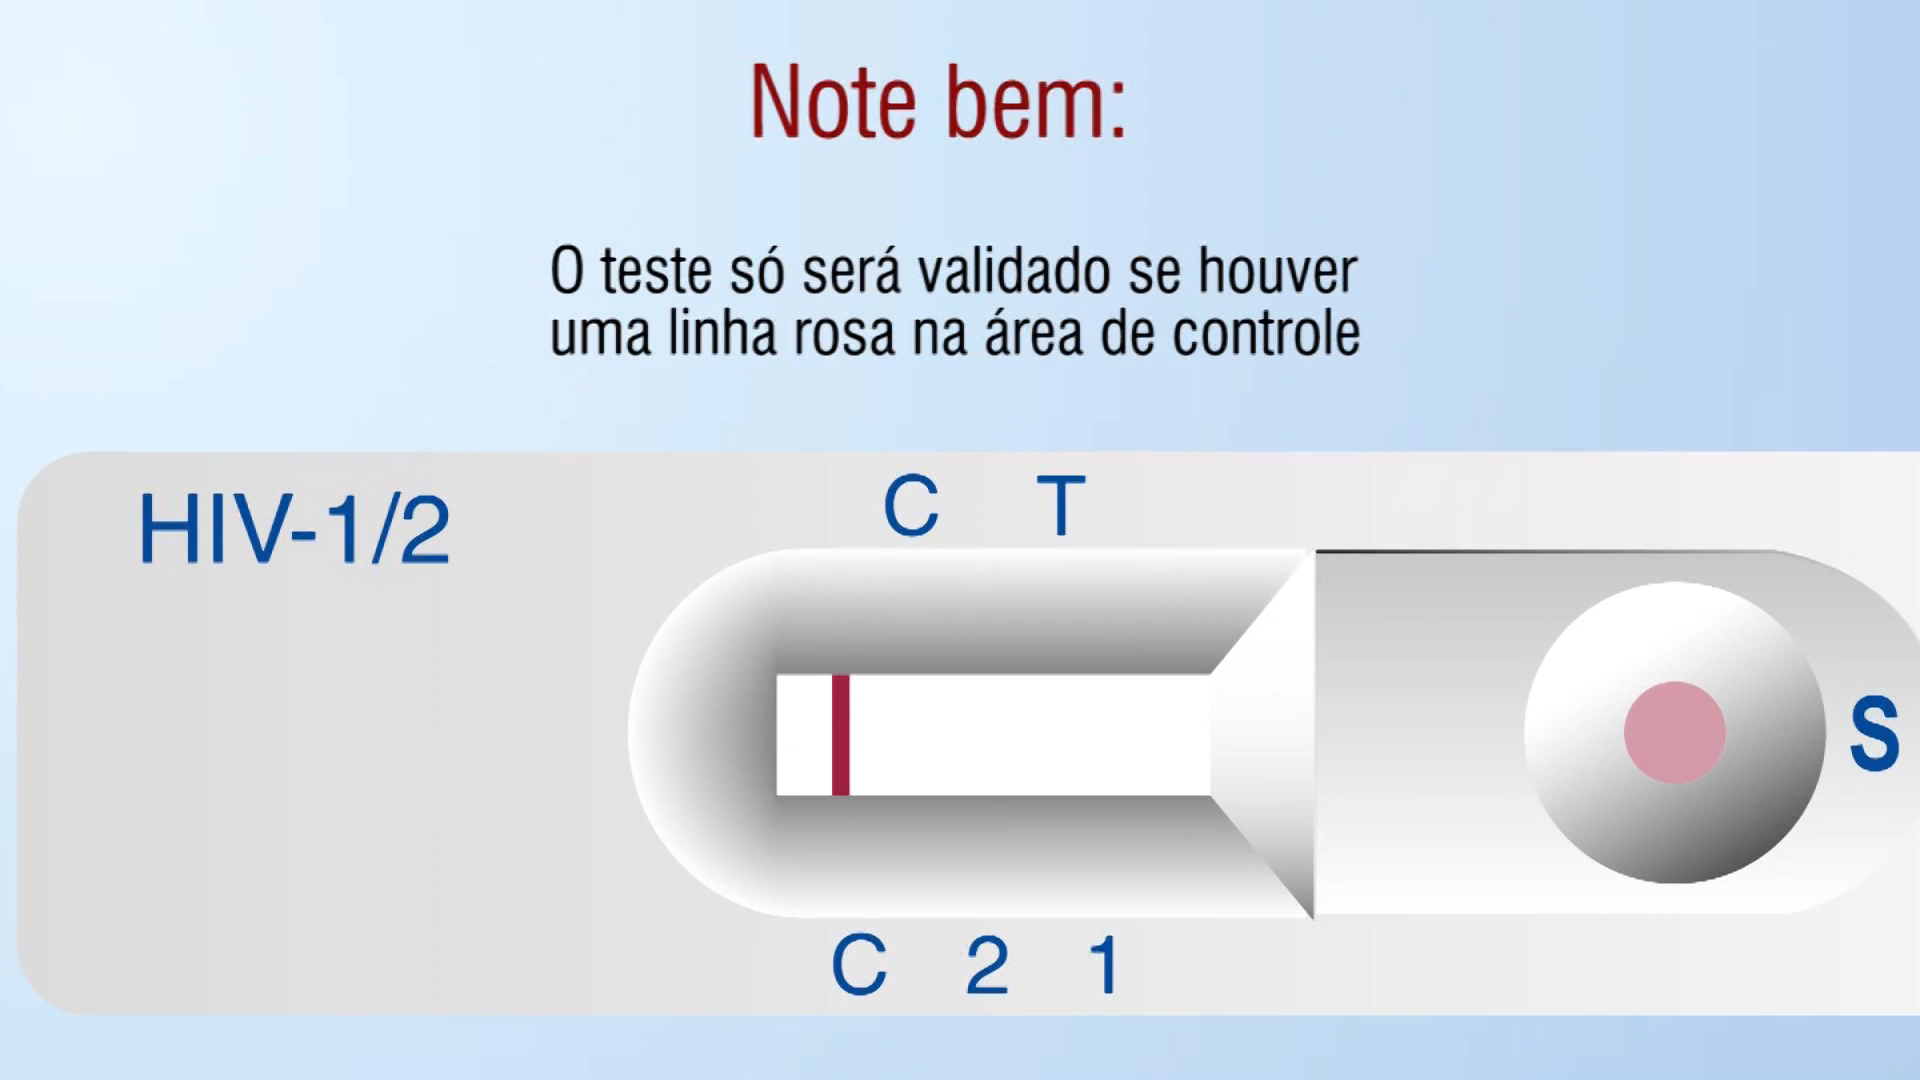 Note bem:
O teste só será validado se houver
uma linha rosa na área de controle
HIV-1/2
C T
S
C 2 1